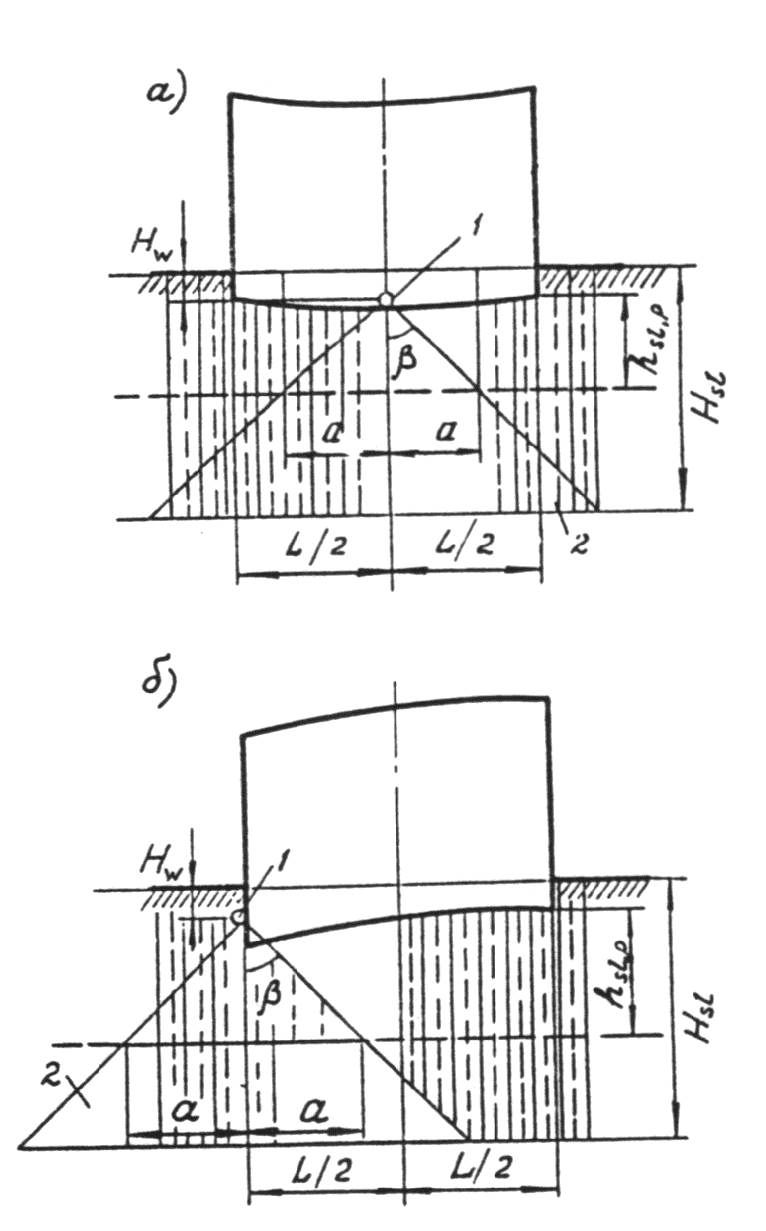 а)
1
H_w
β
h_sl,p
H_sl
a
a
L/2
L/2
2
б)
H_w
1
β
h_sl,p
H_sl
2
a
a
L/2
L/2